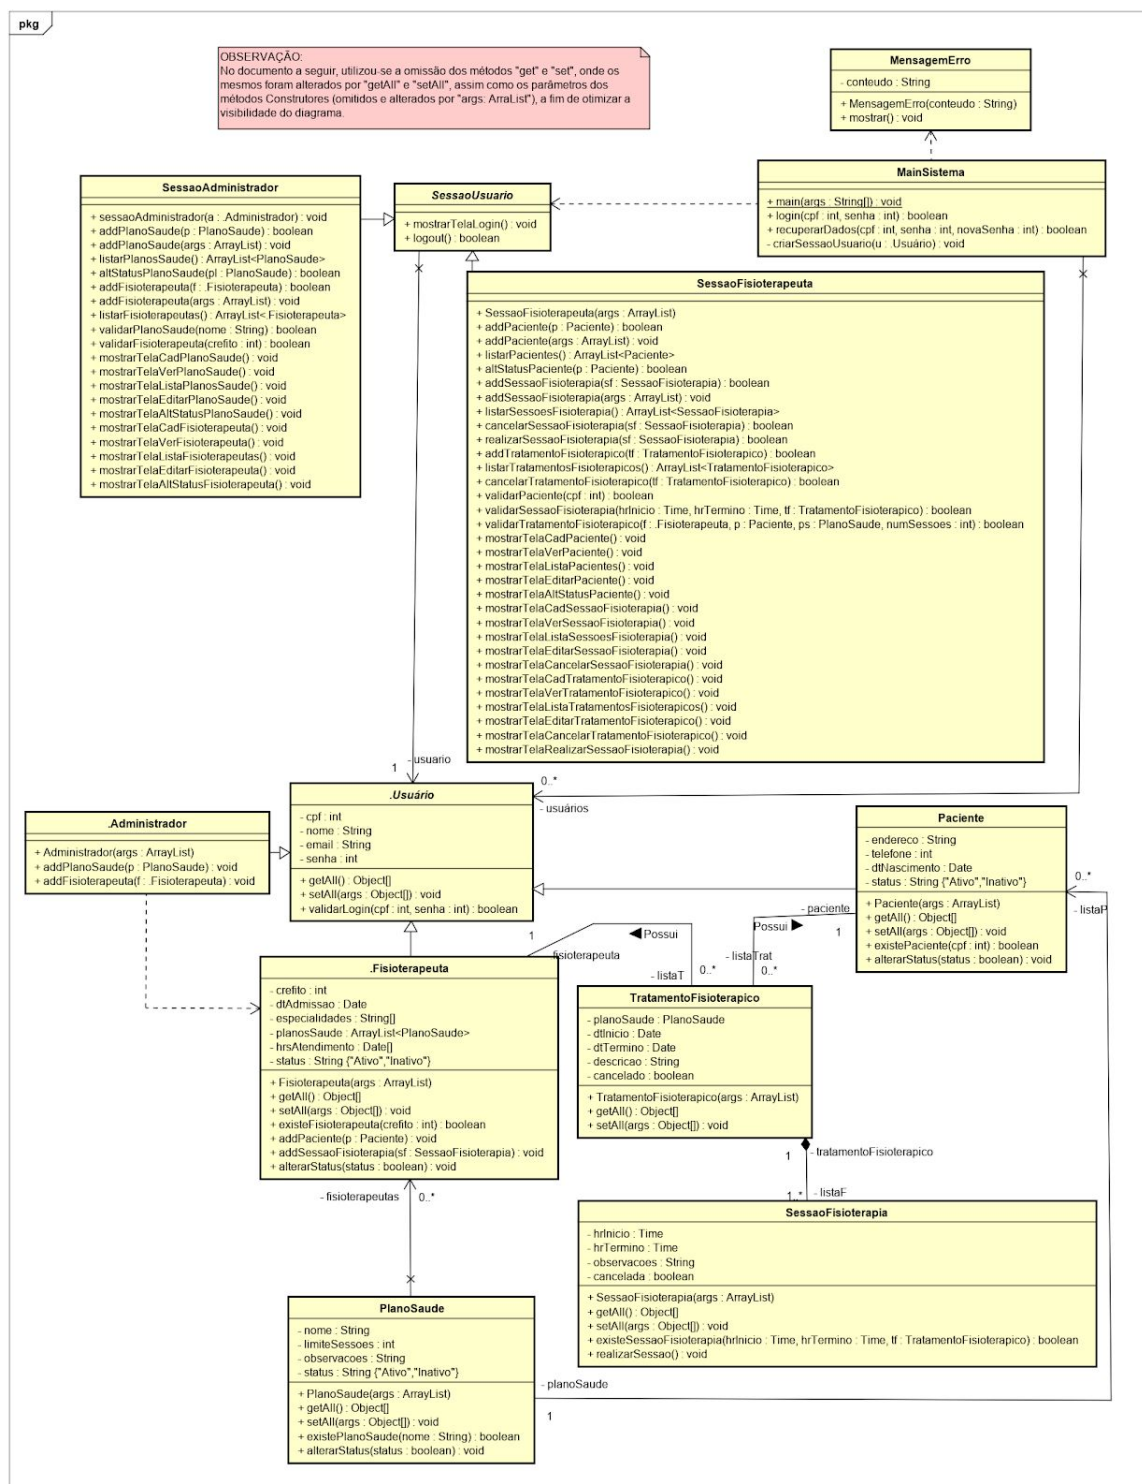 pkg
OBSERVAÇÃO:
No documento a seguir, utilizou-se a omissão dos métodos "get" e "set", onde os
mesmos foram alterados por "getAll" e "setAll", assim como os parâmetros dos
métodos Construtores (omitidos e alterados por "args: ArraList"), a fim de otimizar a
visibilidade do diagrama.
MensagemErro
- conteudo : String
+ MensagemErro(conteudo : String)
+ mostrar() : void
SessaoAdministrador
+ sessaoAdministrador(a : .Administrador) : void
+ addPlanoSaude(p : PlanoSaude) : boolean
+ addPlanoSaude(args : ArrayList) : void
+ listarPlanosSaude() : ArrayList<PlanoSaude>
+ altStatusPlanoSaude(pl : PlanoSaude) : boolean
+ addFisioterapeuta(f : .Fisioterapeuta) : boolean
+ addFisioterapeuta(args : ArrayList) : void
+ listarFisioterapeutas() : ArrayList<.Fisioterapeuta>
+ validarPlanoSaude(nome : String) : boolean
+ validarFisioterapeuta(crefito : int) : boolean
+ mostrarTelaCadPlanoSaude() : void
+ mostrarTelaVerPlanoSaude() : void
+ mostrarTelaListaPlanosSaude() : void
+ mostrarTelaEditarPlanoSaude() : void
+ mostrarTelaAltStatusPlanoSaude() : void
+ mostrarTelaCadFisioterapeuta() : void
+ mostrarTelaVerFisioterapeuta() : void
+ mostrarTelaListaFisioterapeutas() : void
+ mostrarTelaEditarFisioterapeuta() : void
+ mostrarTelaAltStatusFisioterapeuta() : void
SessaoUsuario
+ mostrarTelaLogin() : void
+ logout() : boolean
MainSistema
+ main(args : String[]) : void
+ login(cpf : int, senha : int) : boolean
+ recuperarDados(cpf : int, senha : int, novaSenha : int) : boolean
- criarSessaoUsuario(u : .Usuário) : void
SessaoFisioterapeuta
+ SessaoFisioterapeuta(args : ArrayList)
+ addPaciente(p : Paciente) : boolean
+ addPaciente(args : ArrayList) : void
+ listarPacientes() : ArrayList<Paciente>
+ altStatusPaciente(p : Paciente) : boolean
+ addSessaoFisioterapia(sf : SessaoFisioterapia) : boolean
+ addSessaoFisioterapia(args : ArrayList) : void
+ listarSessoesFisioterapia() : ArrayList<SessaoFisioterapia>
+ cancelarSessaoFisioterapia(sf : SessaoFisioterapia) : boolean
+ realizarSessaoFisioterapia(sf : SessaoFisioterapia) : boolean
+ addTratamentoFisioterapico(tf : TratamentoFisioterapico) : boolean
+ listarTratamentosFisioterapicos() : ArrayList<TratamentoFisioterapico>
+ cancelarTratamentoFisioterapico(tf : TratamentoFisioterapico) : boolean
+ validarPaciente(cpf : int) : boolean
+ validarSessaoFisioterapia(hrInicio : Time, hrTermino : Time, tf : TratamentoFisioterapico) : boolean
+ validarTratamentoFisioterapico(f : .Fisioterapeuta, p : Paciente, ps : PlanoSaude, numSessoes : int) : boolean
+ mostrarTelaCadPaciente() : void
+ mostrarTelaVerPaciente() : void
+ mostrarTelaListaPacientes() : void
+ mostrarTelaEditarPaciente() : void
+ mostrarTelaAltStatusPaciente() : void
+ mostrarTelaCadSessaoFisioterapia() : void
+ mostrarTelaVerSessaoFisioterapia() : void
+ mostrarTelaListaSessoesFisioterapia() : void
+ mostrarTelaEditarSessaoFisioterapia() : void
+ mostrarTelaCancelarSessaoFisioterapia() : void
+ mostrarTelaCadTratamentoFisioterapico() : void
+ mostrarTelaVerTratamentoFisioterapico() : void
+ mostrarTelaListaTratamentosFisioterapicos() : void
+ mostrarTelaEditarTratamentoFisioterapico() : void
+ mostrarTelaCancelarTratamentoFisioterapico() : void
+ mostrarTelaRealizarSessaoFisioterapia() : void
1
- usuario
0..*
- usuários
.Usuário
- cpf : int
- nome : String
- email : String
- senha : int
+ getAll() : Object[]
+ setAll(args : Object[]) : void
+ validarLogin(cpf : int, senha : int) : boolean
.Administrador
+ Administrador(args : ArrayList)
+ addPlanoSaude(p : PlanoSaude) : void
+ addFisioterapeuta(f : .Fisioterapeuta) : void
Paciente
- endereco : String
- telefone : int
- dtNascimento : Date
- status : String {"Ativo","Inativo"}
+ Paciente(args : ArrayList)
+ getAll() : Object[]
+ setAll(args : Object[]) : void
+ existePaciente(cpf : int) : boolean
+ alterarStatus(status : boolean) : void
0..*
- listaP
- paciente
Possui ▶
1
1
◀ Possui
.fisioterapeuta
- listaT
0..*
- listaTrat
0..*
.Fisioterapeuta
- crefito : int
- dtAdmissao : Date
- especialidades : String[]
- planosSaude : ArrayList<PlanoSaude>
- hrsAtendimento : Date[]
- status : String {"Ativo","Inativo"}
+ Fisioterapeuta(args : ArrayList)
+ getAll() : Object[]
+ setAll(args : Object[]) : void
+ existeFisioterapeuta(crefito : int) : boolean
+ addPaciente(p : Paciente) : void
+ addSessaoFisioterapia(sf : SessaoFisioterapia) : void
+ alterarStatus(status : boolean) : void
TratamentoFisioterapico
- planoSaude : PlanoSaude
- dtInicio : Date
- dtTermino : Date
- descricao : String
- cancelado : boolean
+ TratamentoFisioterapico(args : ArrayList)
+ getAll() : Object[]
+ setAll(args : Object[]) : void
1
- tratamentoFisioterapico
1..*
- listaF
- fisioterapeutas
0..*
SessaoFisioterapia
- hrInicio : Time
- hrTermino : Time
- observacoes : String
- cancelada : boolean
+ SessaoFisioterapia(args : ArrayList)
+ getAll() : Object[]
+ setAll(args : Object[]) : void
+ existeSessaoFisioterapia(hrInicio : Time, hrTermino : Time, tf : TratamentoFisioterapico) : boolean
+ realizarSessao() : void
PlanoSaude
- nome : String
- limiteSessoes : int
- observacoes : String
- status : String {"Ativo","Inativo"}
+ PlanoSaude(args : ArrayList)
+ getAll() : Object[]
+ setAll(args : Object[]) : void
+ existePlanoSaude(nome : String) : boolean
+ alterarStatus(status : boolean) : void
- planoSaude
1